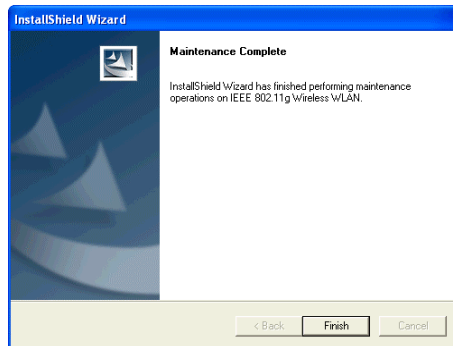 InstallShield Wizard
Maintenance Complete
InstallShield Wizard has finished performing maintenance
operations on IEEE 802.11g Wireless WLAN.
< Back Finish Cancel